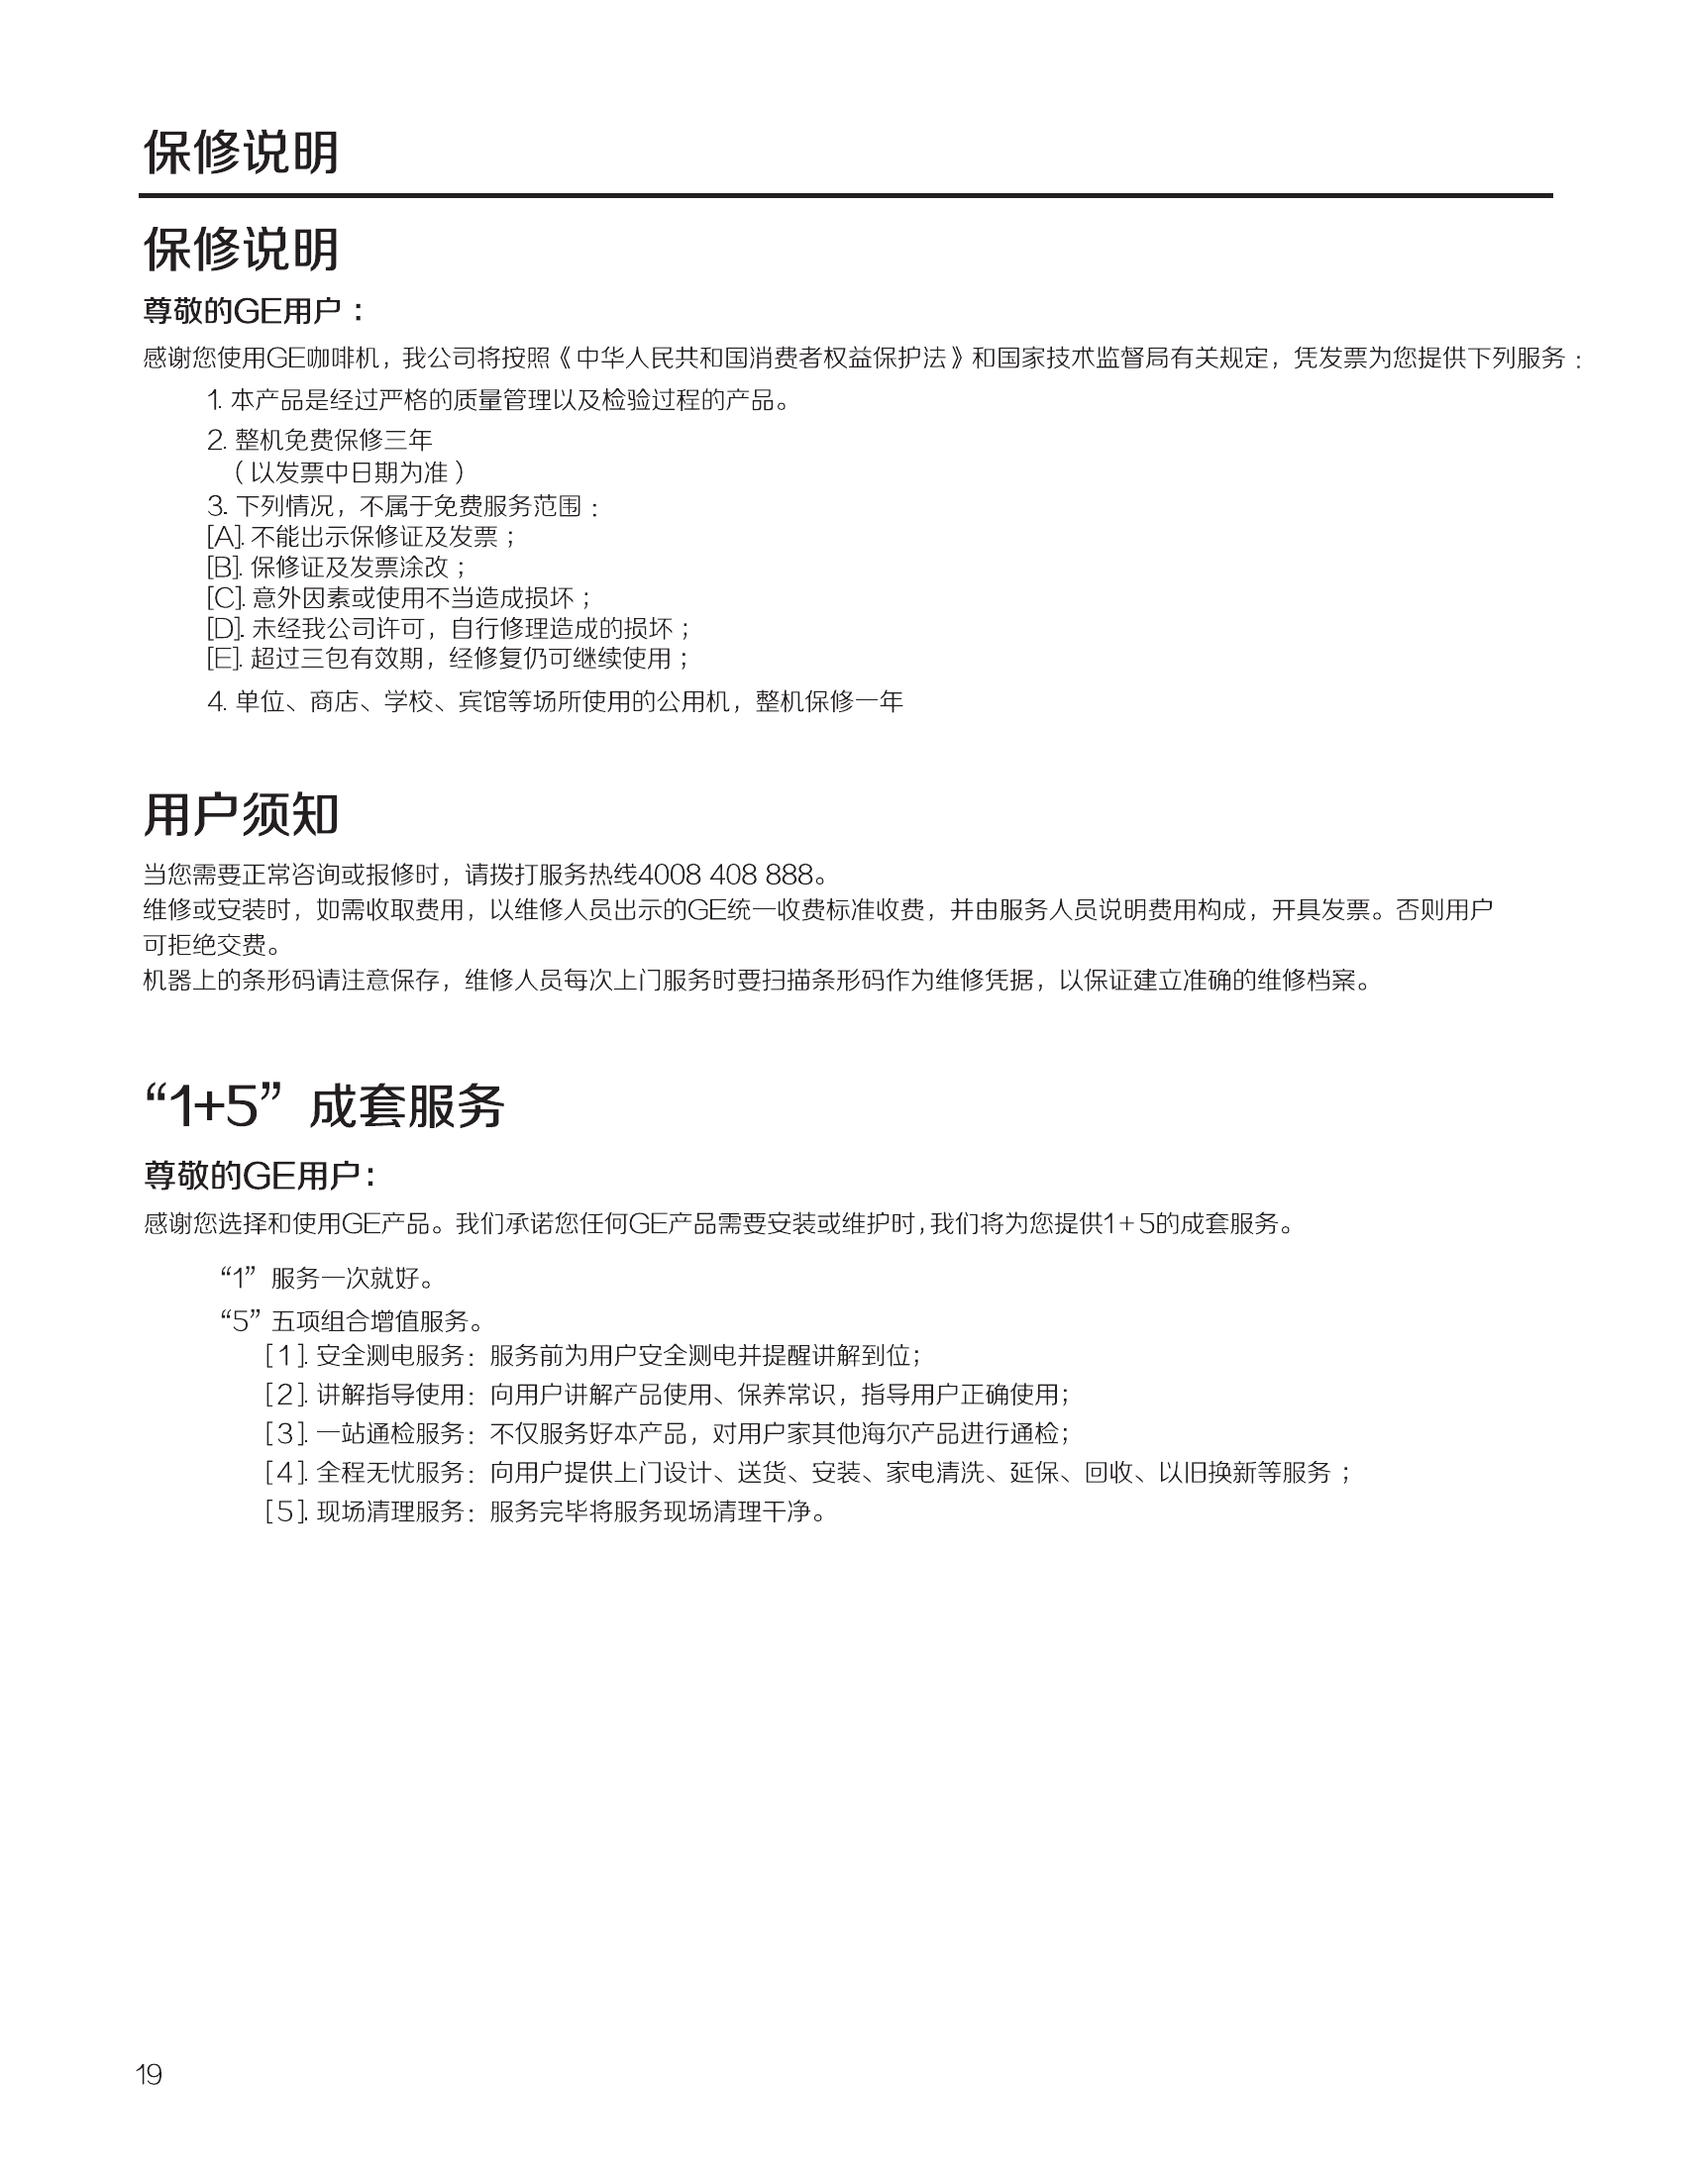 保修说明
保修说明
尊敬的GE用户：
感谢您使用GE咖啡机，我公司将按照《中华人民共和国消费者权益保护法》和国家技术监督局有关规定，凭发票为您提供下列服务：
1. 本产品是经过严格的质量管理以及检验过程的产品。
2. 整机免费保修三年
（以发票中日期为准）
3. 下列情况，不属于免费服务范围：
[A]. 不能出示保修证及发票；
[B]. 保修证及发票涂改；
[C]. 意外因素或使用不当造成损坏；
[D]. 未经我公司许可，自行修理造成的损坏；
[E]. 超过三包有效期，经修复仍可继续使用；
4. 单位、商店、学校、宾馆等场所使用的公用机，整机保修一年
用户须知
当您需要正常咨询或报修时，请拨打服务热线4008 408 888。
维修或安装时，如需收取费用，以维修人员出示的GE统一收费标准收费，并由服务人员说明费用构成，开具发票。否则用户
可拒绝交费。
机器上的条形码请注意保存，维修人员每次上门服务时要扫描条形码作为维修凭据，以保证建立准确的维修档案。
“1+5”成套服务
尊敬的GE用户：
感谢您选择和使用GE产品。我们承诺您任何GE产品需要安装或维护时，我们将为您提供1+5的成套服务。
“1”服务一次就好。
“5”五项组合增值服务。
[1]. 安全测电服务：服务前为用户安全测电并提醒讲解到位；
[2]. 讲解指导使用：向用户讲解产品使用、保养常识，指导用户正确使用；
[3]. 一站通检服务：不仅服务好本产品，对用户家其他海尔产品进行通检；
[4]. 全程无忧服务：向用户提供上门设计、送货、安装、家电清洗、延保、回收、以旧换新等服务；
[5]. 现场清理服务：服务完毕将服务现场清理干净。
19